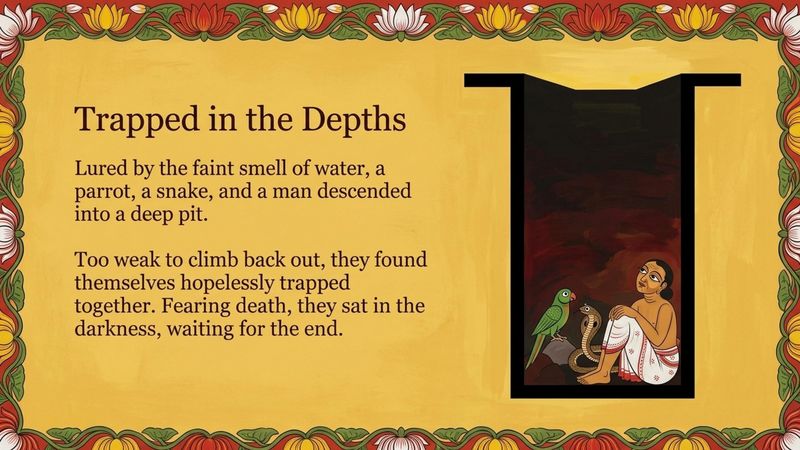 Trapped in the Depths
Lured by the faint smell of water, a
parrot, a snake, and a man descended
into a deep pit.
Too weak to climb back out, they found
themselves hopelessly trapped
together. Fearing death, they sat in the
darkness, waiting for the end.